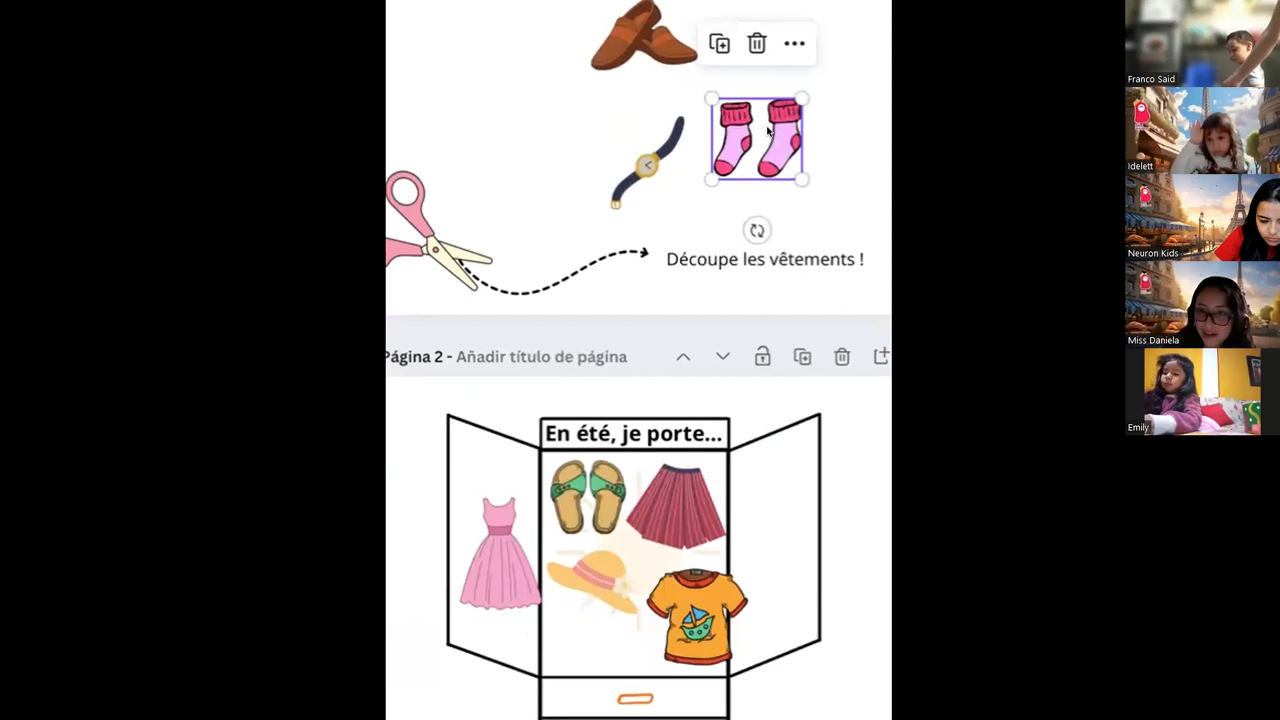 Découpe les vêtements !
Página 2 - Añadir título de página
En été, je porte...
Franco Said
Idelett
Neuron Kids
Miss Daniela
Emily